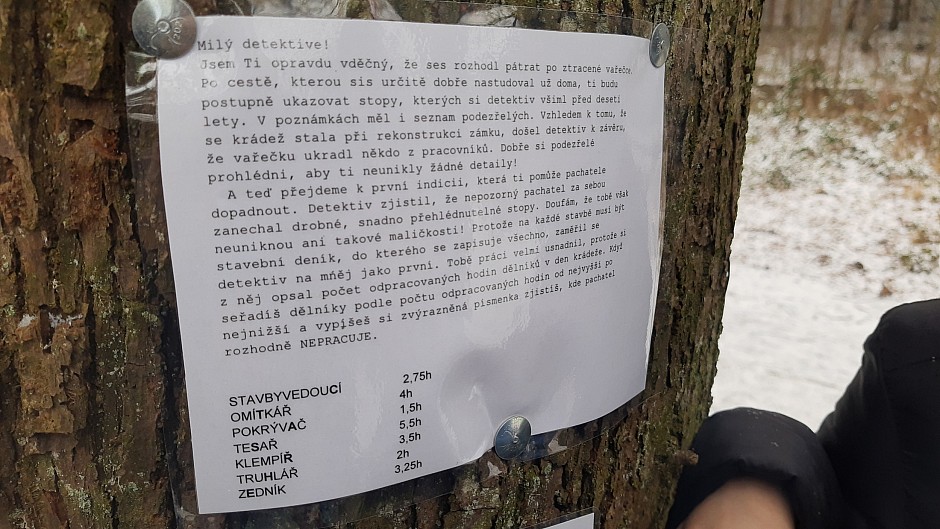 Milý detektive!
Jsem Ti opravdu vděčný, že ses rozhodl pátrat po ztracené vařečce.
Po cestě, kterou sis určitě dobře nastudoval už doma, ti budu
postupně ukazovat stopy, kterých si detektiv všiml před deseti
lety. V poznámkách měl i seznam podezřelých. Vzhledem k tomu, že
se krádež stala při rekonstrukci zámku, došel detektiv k závěru,
že vařečku ukradl někdo z pracovníků. Dobře si podezřelé
prohlédni, aby ti neunikly žádné detaily!
A teď přejdeme k první indicii, která ti pomůže pachatele
dopadnout. Detektiv zjistil, že nepozorný pachatel za sebou
zanechal drobné, snadno přehlédnutelné stopy. Doufám, že tobě však
neuniknou aní takové maličkosti! Protože na každé stavbě musí být
stavební deník, do kterého se zapisuje všechno, zaměřil se
detektiv na mňěj jako první. Tobě práci velmi usnadnil, protože si
z něj opsal počet odpracovaných hodin dělníků v den krádeže. Když
seřadíš dělníky podle počtu odpracovaných hodin od nejvyšší po
nejnižší a vypíšeš si zvýrazněná písmenka zjistíš, kde pachatel
rozhodně NEPRACUJE.
STAVBYVEDOUCÍ 2,75h
OMÍTKÁŘ 4h
POKRÝVAČ 1,5h
TESAŘ 5,5h
KLEMPÍŘ 3,5h
TRUHLÁŘ 2h
ZEDNÍK 3,25h